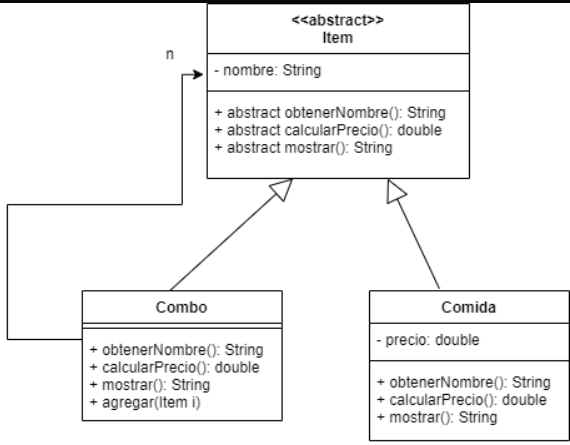 <<abstract>>
Item
n
- nombre: String
+ abstract obtenerNombre(): String
+ abstract calcularPrecio(): double
+ abstract mostrar(): String
Combo
+ obtenerNombre(): String
+ calcularPrecio(): double
+ mostrar(): String
+ agregar(Item i)
Comida
- precio: double
+ obtenerNombre(): String
+ calcularPrecio(): double
+ mostrar(): String